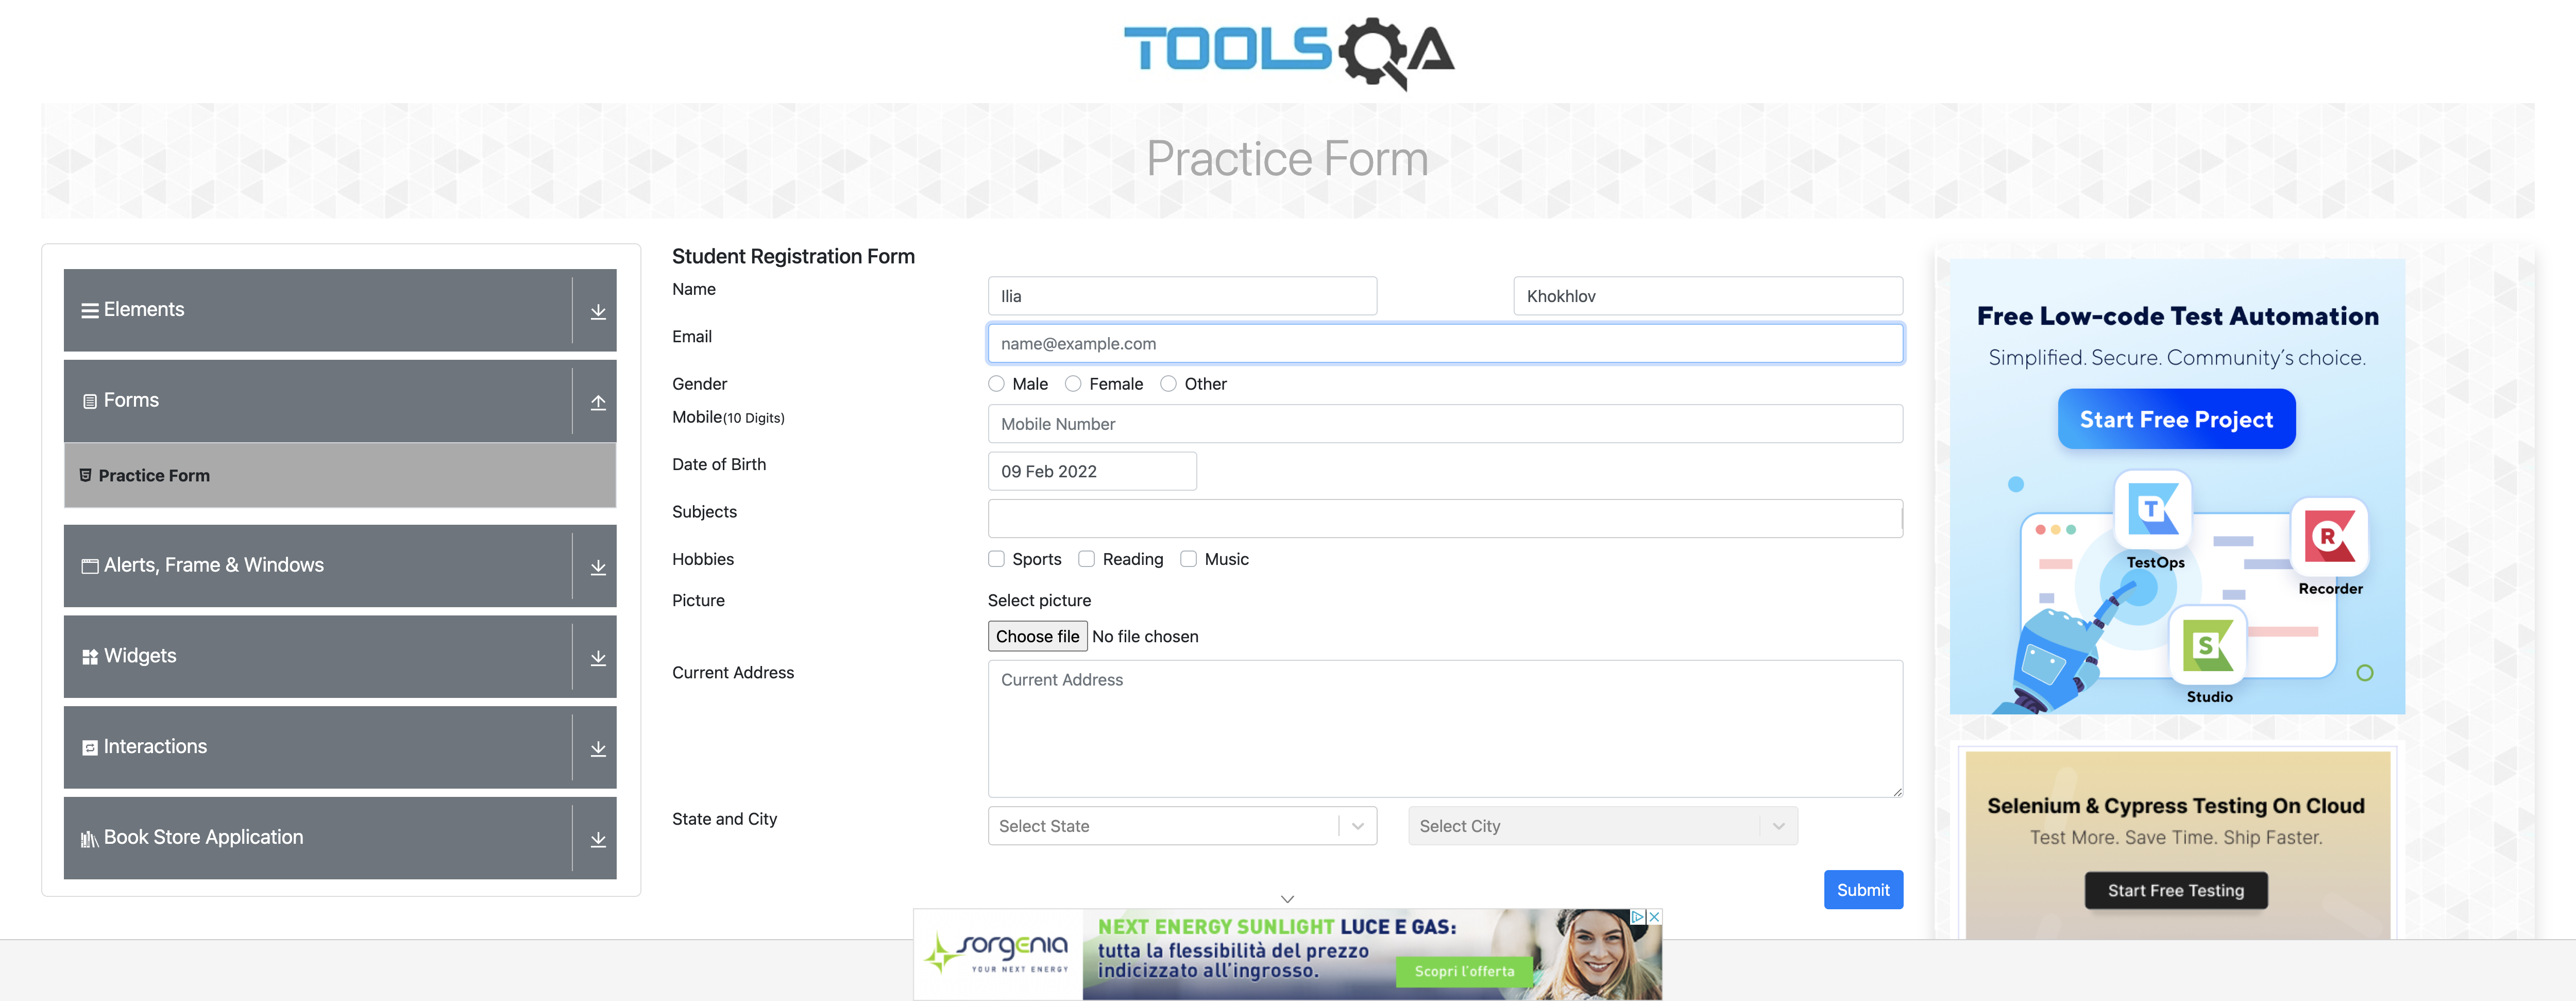 TOOLSQA
Practice Form
Elements
Forms
Practice Form
Alerts, Frame & Windows
Widgets
Interactions
Book Store Application
Student Registration Form
Name
Ilia
Khokhlov
Email
name@example.com
Gender
Male
Female
Other
Mobile(10 Digits)
Mobile Number
Date of Birth
09 Feb 2022
Subjects
Hobbies
Sports
Reading
Music
Picture
Select picture
Choose file No file chosen
Current Address
Current Address
State and City
Select State
Select City
Submit
Free Low-code Test Automation
Simplified. Secure. Community's choice.
Start Free Project
T
TestOps
R
Recorder
S
Studio
Selenium & Cypress Testing On Cloud
Test More. Save Time. Ship Faster.
Start Free Testing
sorgenia
YOUR NEXT ENERGY
NEXT ENERGY SUNLIGHT LUCE E GAS:
tutta la flessibilità del prezzo
indicizzato all'ingrosso.
Scopri l'offerta